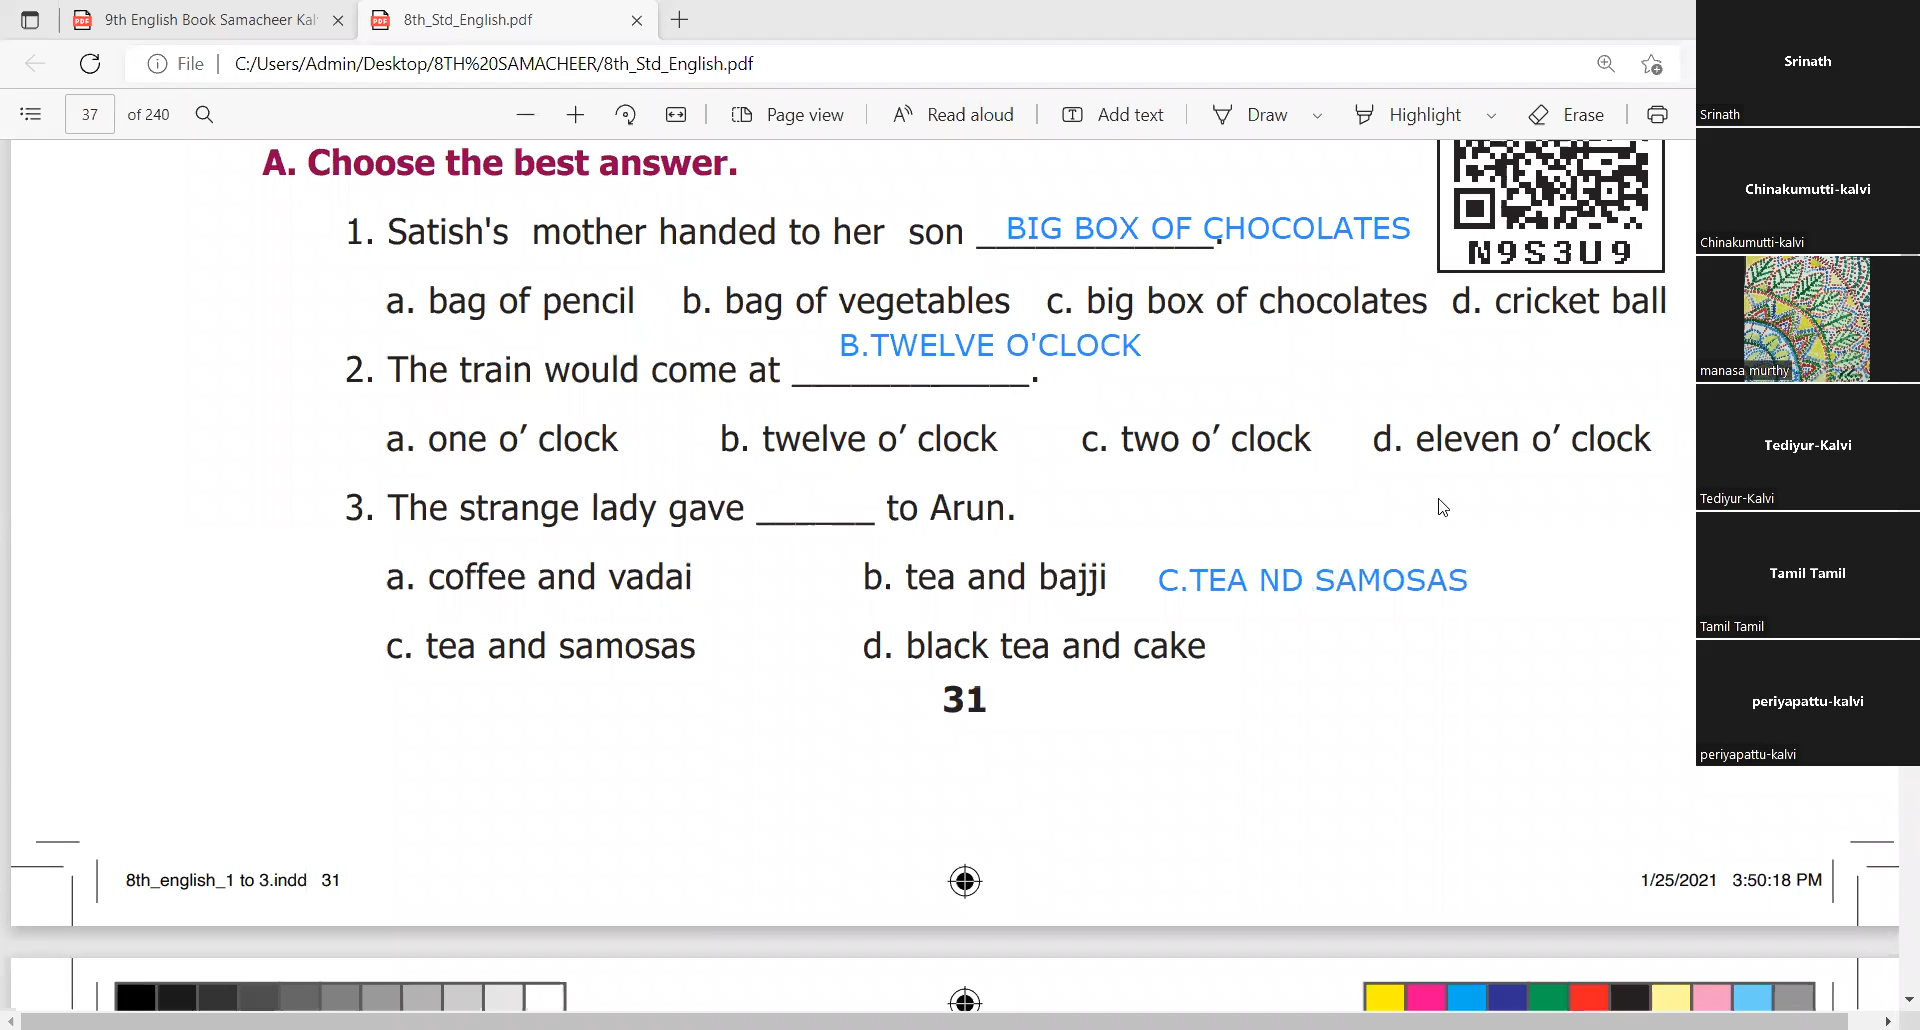 9th English Book Samacheer Kal
8th_Std_English.pdf
File
C:/Users/Admin/Desktop/8TH%20SAMACHEER/8th_Std_English.pdf
37 of 240
Page view
Read aloud
Add text
Draw
Highlight
Erase
A. Choose the best answer.
1. Satish's mother handed to her son ____________.
BIG BOX OF CHOCOLATES
N9S3U9
a. bag of pencil b. bag of vegetables c. big box of chocolates d. cricket ball
B.TWELVE O'CLOCK
2. The train would come at ____________.
a. one o’ clock b. twelve o’ clock c. two o’ clock d. eleven o’ clock
3. The strange lady gave ______ to Arun.
a. coffee and vadai b. tea and bajji
C.TEA ND SAMOSAS
c. tea and samosas d. black tea and cake
31
8th_english_1 to 3.indd 31
1/25/2021 3:50:18 PM
Srinath
Srinath
Chinakumutti-kalvi
Chinakumutti-kalvi
manasa murthy
Tediyur-Kalvi
Tediyur-Kalvi
Tamil Tamil
Tamil Tamil
periyapattu-kalvi
periyapattu-kalvi